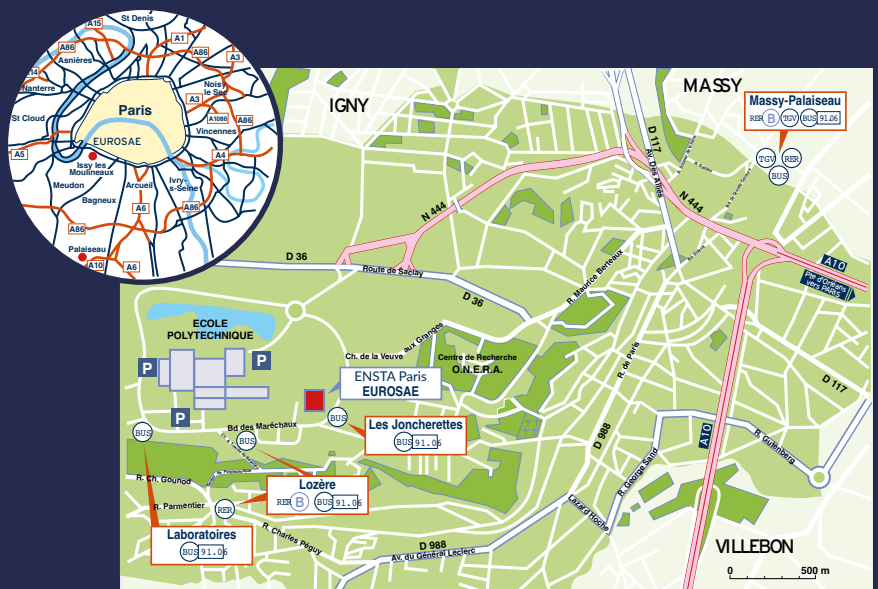 St Denis
A15
A1
A86
A86
A3
Asnières
A14
Nanterre
Noisy
le Sec
A3
Paris
A1086
A86
St Cloud
Vincennes
EUROSAE
A5
A4
Issy les
Moulineaux
Meudon
Arcueil
Ivry-
s-Seine
Bagneux
A6
A86
A86
Palaiseau
A10
A6
IGNY
MASSY
Massy-Palaiseau
RER B TGV BUS 91.06
TGV
RER
BUS
D 117
Av. Des Alliés
N 444
N 444
A10
Pte d'Orléans
vers PARIS
D 36
Route de Saclay
D 36
R. Maurice Berteaux
ECOLE
POLYTECHNIQUE
P
P
P
aux Granges
Ch. de la Veuve
Centre de Recherche
O.N.E.R.A.
R. de Paris
D 117
ENSTA Paris
EUROSAE
BUS
Les Joncherettes
BUS 91.06
Bd des Maréchaux
BUS
BUS
D 988
A10
R. Gutenberg
R. George Sand
R. Ch. Gounod
Lozère
RER B BUS 91.06
R. Parmentier
RER
Lazard Hoche
Laboratoires
BUS 91.06
R. Charles Péguy
D 988
Av. du Général Leclerc
VILLEBON
0
500 m